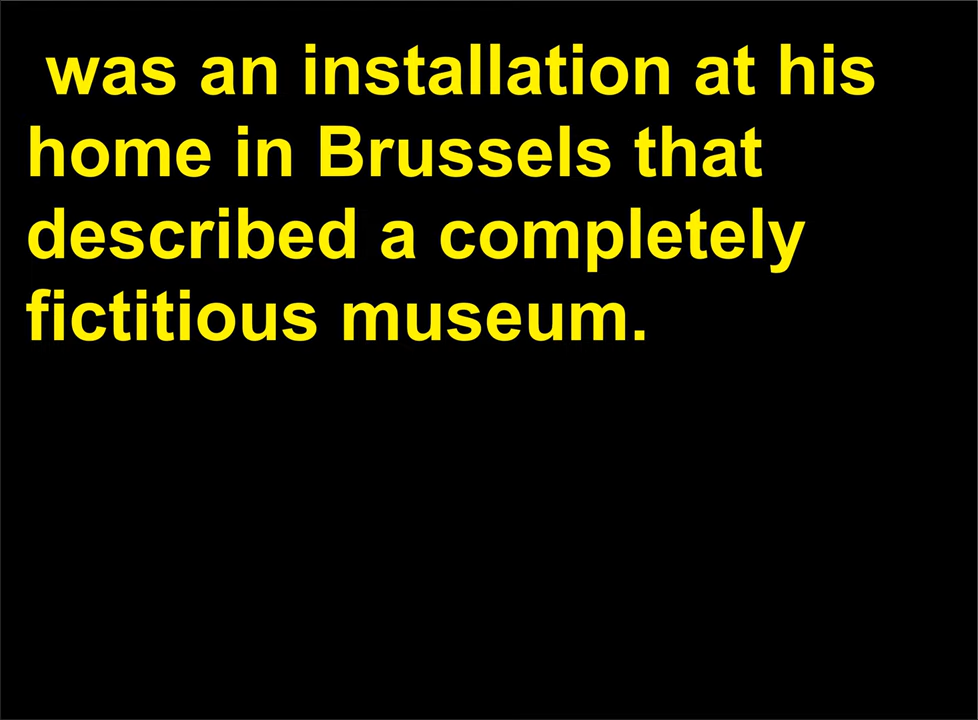 was an installation at his
home in Brussels that
described a completely
fictitious museum.